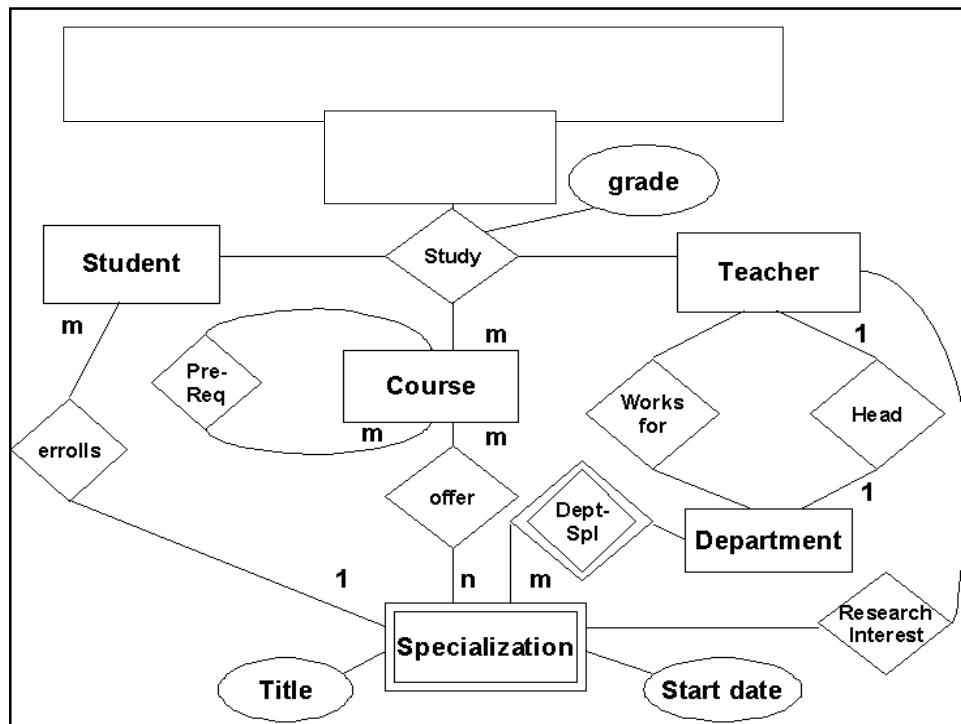 grade
Student
Study
Teacher
m
m
1
Pre-
Req
Course
Works
for
Head
m
m
errolls
offer
Dept-
Spl
1
Department
1
n
m
Research
Interest
Specialization
Title
Start date